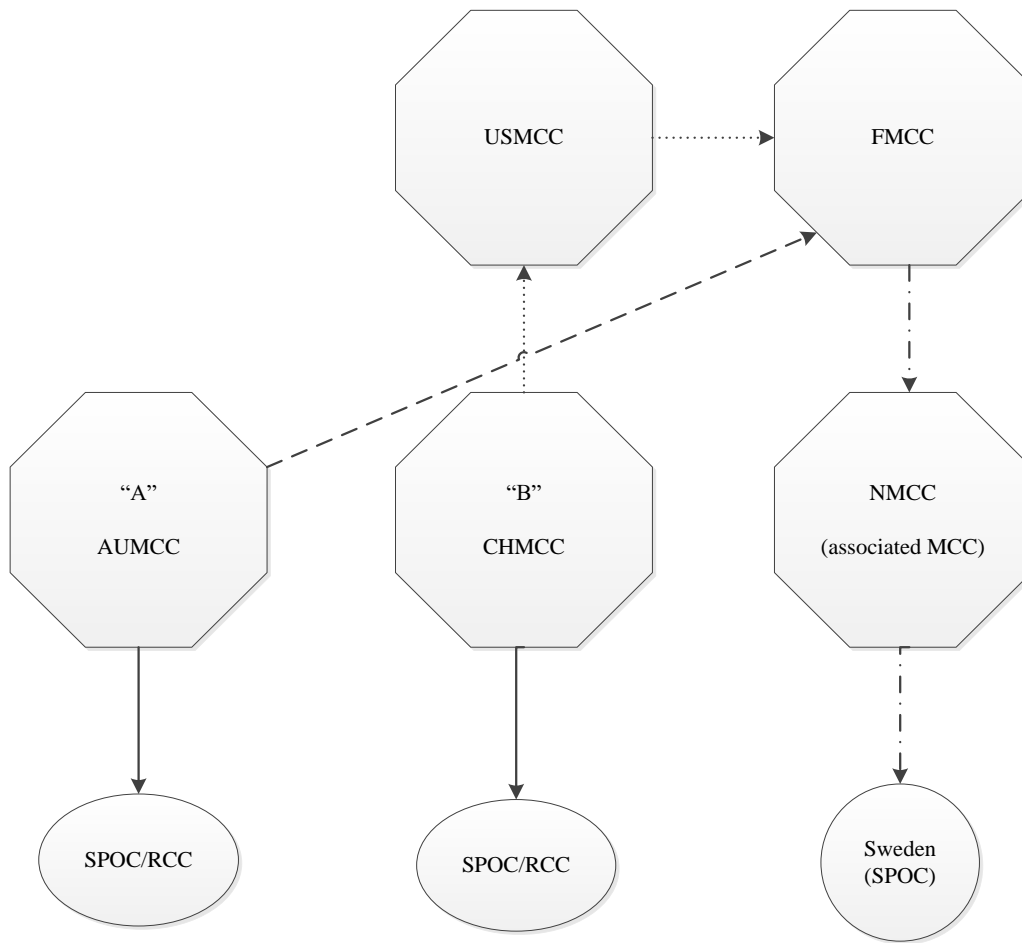 USMCC
FMCC
“A”
AUMCC
“B”
CHMCC
NMCC
(associated MCC)
SPOC/RCC
SPOC/RCC
Sweden
(SPOC)